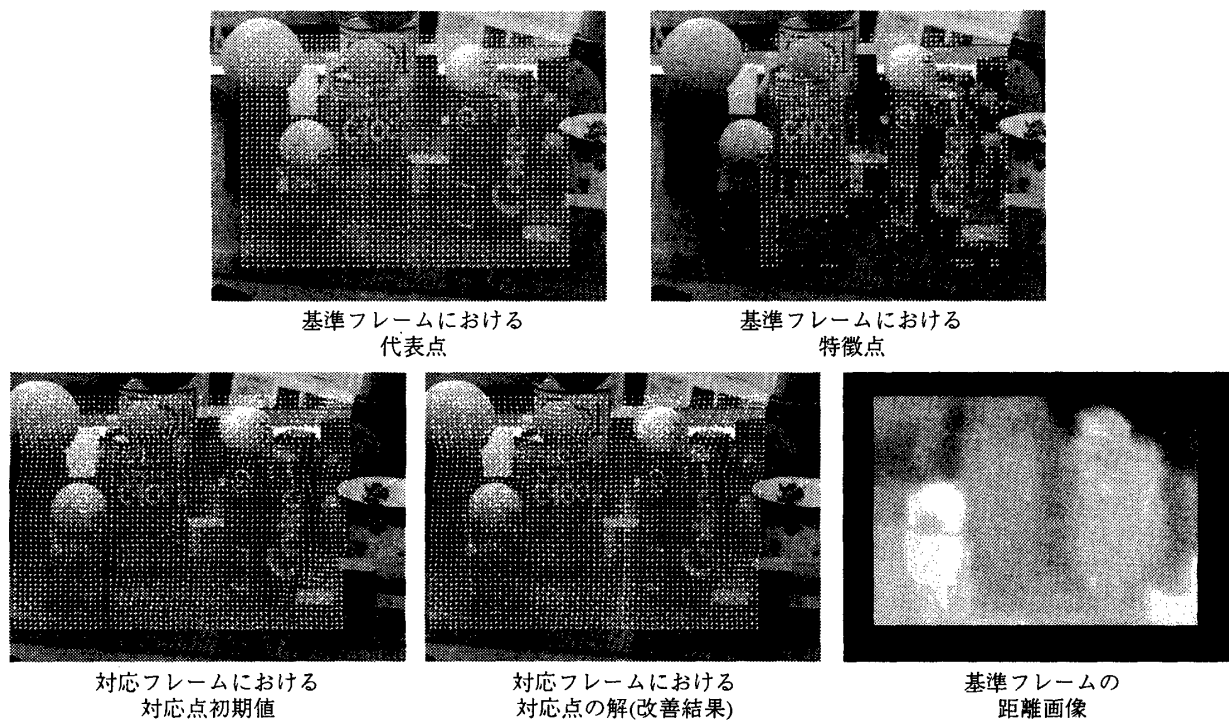 基準フレームにおける
代表点
基準フレームにおける
特徴点
対応フレームにおける
対応点初期値
対応フレームにおける
対応点の解(改善結果)
基準フレームの
距離画像